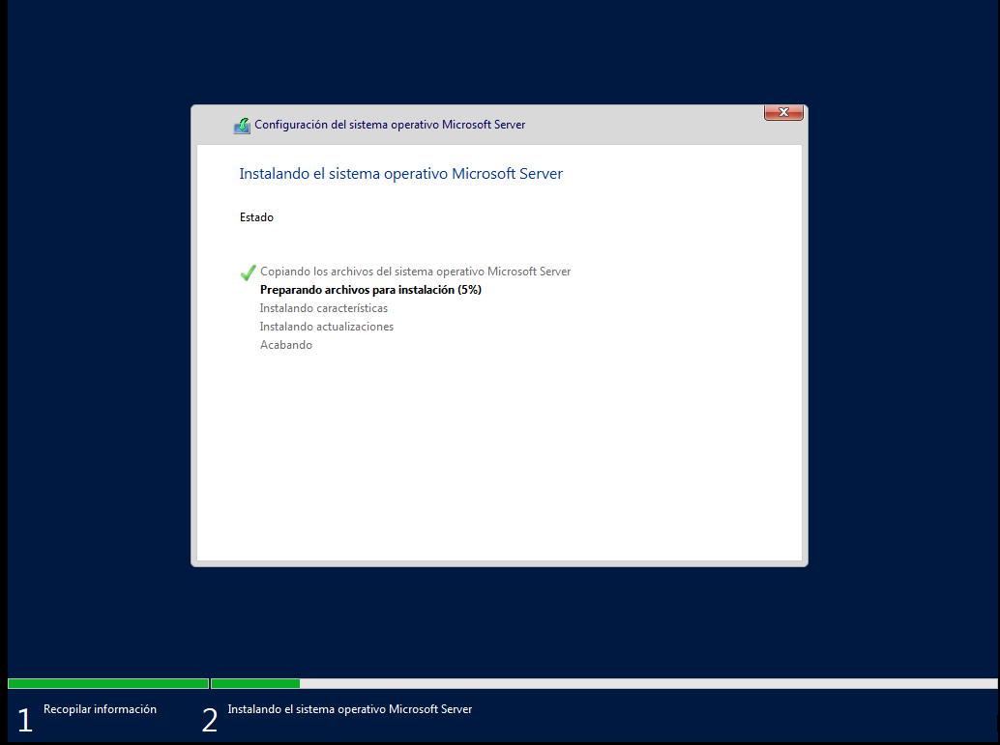 Configuración del sistema operativo Microsoft Server
Instalando el sistema operativo Microsoft Server
Estado
Copiando los archivos del sistema operativo Microsoft Server
Preparando archivos para instalación (5%)
Instalando características
Instalando actualizaciones
Acabando
1 Recopilar información
2 Instalando el sistema operativo Microsoft Server